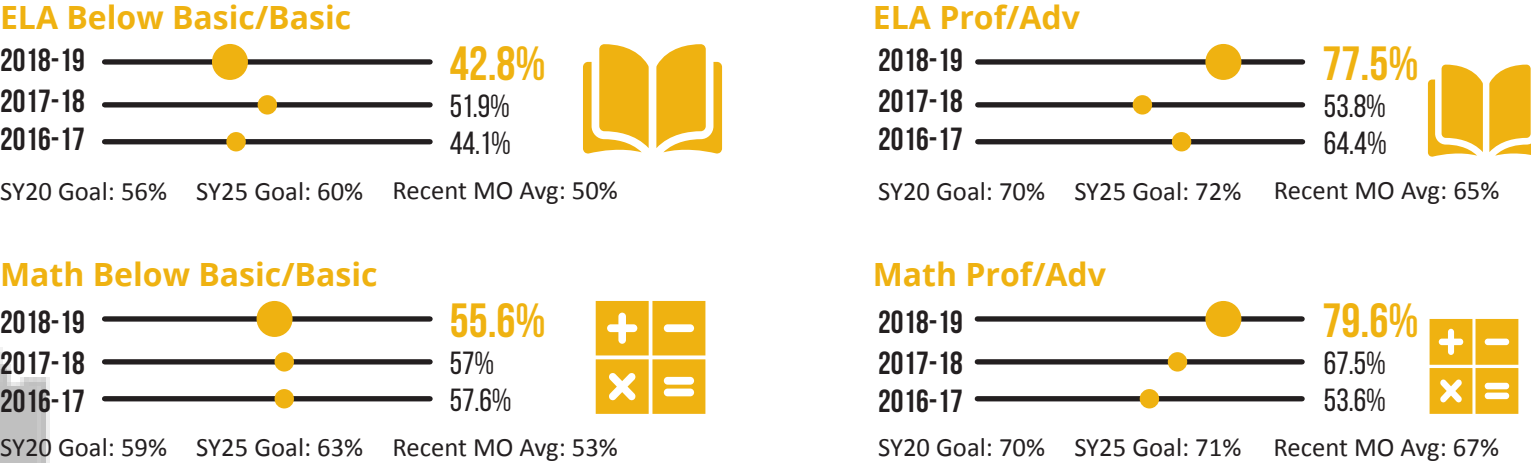 ELA Below Basic/Basic
2018-19 42.8%
2017-18 51.9%
2016-17 44.1%
SY20 Goal: 56% SY25 Goal: 60% Recent MO Avg: 50%
ELA Prof/Adv
2018-19 77.5%
2017-18 53.8%
2016-17 64.4%
SY20 Goal: 70% SY25 Goal: 72% Recent MO Avg: 65%
Math Below Basic/Basic
2018-19 55.6%
2017-18 57%
2016-17 57.6%
SY20 Goal: 59% SY25 Goal: 63% Recent MO Avg: 53%
Math Prof/Adv
2018-19 79.6%
2017-18 67.5%
2016-17 53.6%
SY20 Goal: 70% SY25 Goal: 71% Recent MO Avg: 67%